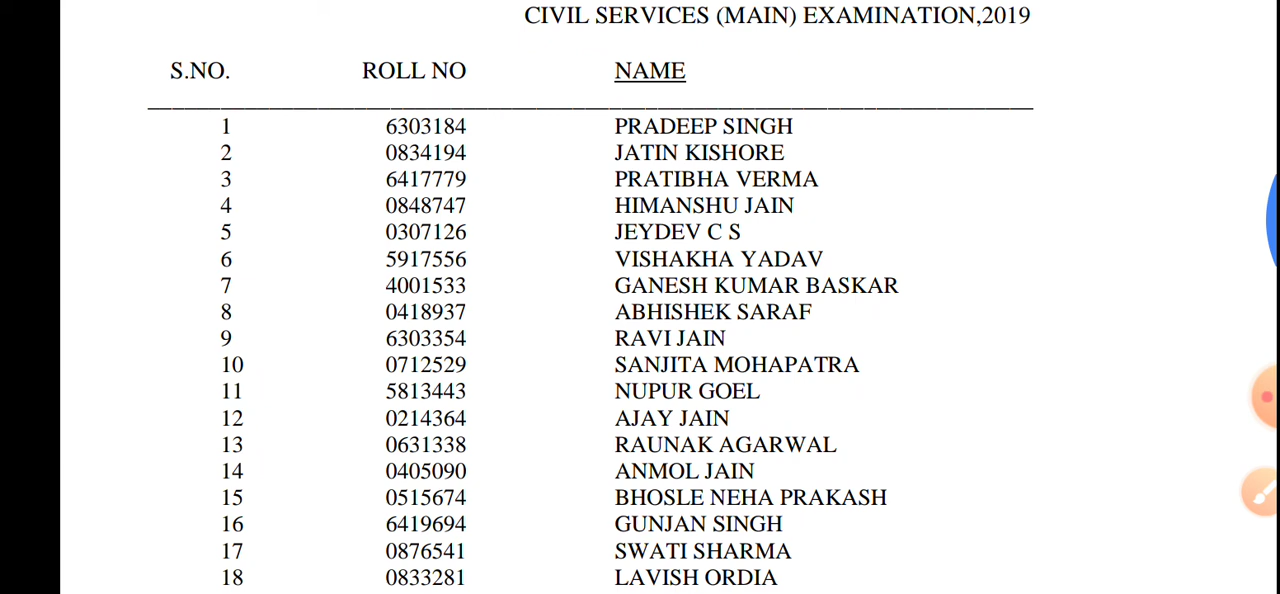 CIVIL SERVICES (MAIN) EXAMINATION,2019
S.NO. ROLL NO NAME
1 6303184 PRADEEP SINGH
2 0834194 JATIN KISHORE
3 6417779 PRATIBHA VERMA
4 0848747 HIMANSHU JAIN
5 0307126 JEYDEV C S
6 5917556 VISHAKHA YADAV
7 4001533 GANESH KUMAR BASKAR
8 0418937 ABHISHEK SARAF
9 6303354 RAVI JAIN
10 0712529 SANJITA MOHAPATRA
11 5813443 NUPUR GOEL
12 0214364 AJAY JAIN
13 0631338 RAUNAK AGARWAL
14 0405090 ANMOL JAIN
15 0515674 BHOSLE NEHA PRAKASH
16 6419694 GUNJAN SINGH
17 0876541 SWATI SHARMA
18 0833281 LAVISH ORDIA